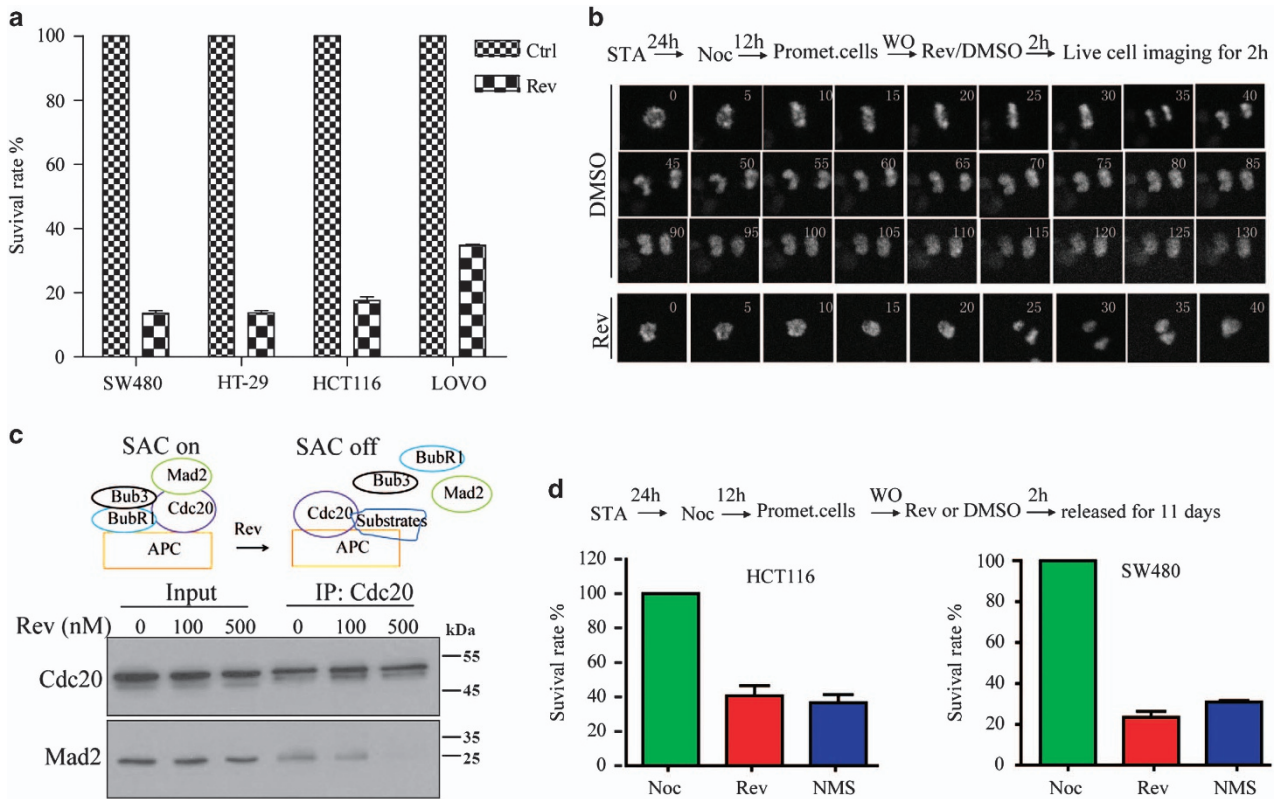 a
100
80
60
40
20
0
Suvival rate %
Ctrl
Rev
SW480 HT-29 HCT116 LOVO
b
STA 24h Noc 12h Promet.cells WO Rev/DMSO 2h Live cell imaging for 2h
DMSO
0 5 10 15 20 25 30 35 40
45 50 55 60 65 70 75 80 85
90 95 100 105 110 115 120 125 130
Rev
0 5 10 15 20 25 30 35 40
c
SAC on
Mad2
Bub3
Cdc20
BubR1
APC
Rev
SAC off
BubR1
Bub3
Mad2
Cdc20
Substrates
APC
Input IP: Cdc20
Rev (nM) 0 100 500 0 100 500 kDa
Cdc20
55
45
Mad2
35
25
d
STA 24h Noc 12h Promet.cells WO Rev or DMSO 2h released for 11 days
HCT116
120
100
80
60
40
20
0
Suvival rate %
Noc Rev NMS
SW480
100
80
60
40
20
0
Suvival rate %
Noc Rev NMS